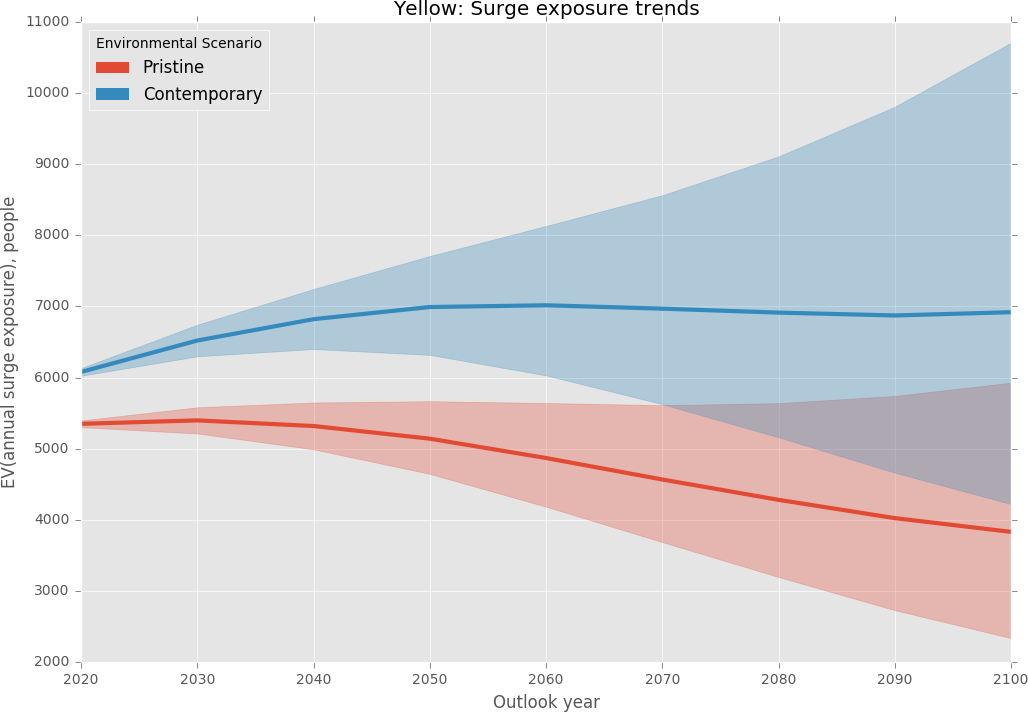 Yellow: Surge exposure trends
11000
10000
9000
8000
7000
6000
5000
4000
3000
2000
EV(annual surge exposure), people
Environmental Scenario
Pristine
Contemporary
2020 2030 2040 2050 2060 2070 2080 2090 2100
Outlook year